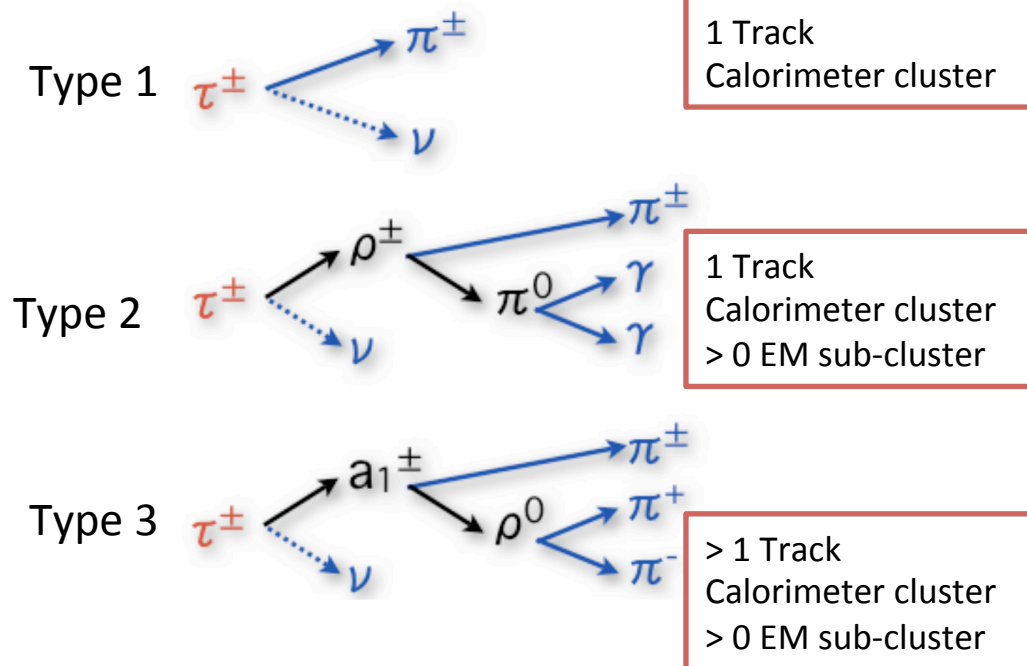 1 Track
Calorimeter cluster
Type 1 τ± π± ν
Type 2 τ± ρ± ν π± π0 γ γ
1 Track
Calorimeter cluster
> 0 EM sub-cluster
Type 3 τ± a1± ν π± ρ0 π+ π-
> 1 Track
Calorimeter cluster
> 0 EM sub-cluster